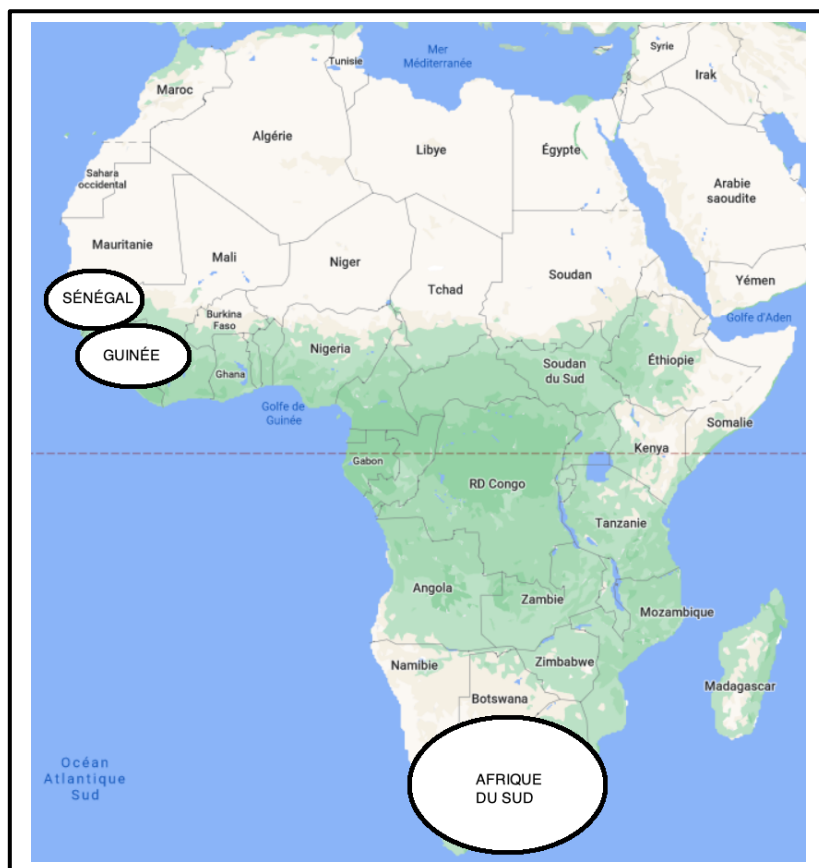 Mer
Méditerranée
Syrie
Tunisie
Irak
Maroc
Algérie
Libye
Égypte
Sahara
occidental
Arabie
saoudite
Mauritanie
Mali
Niger
Tchad
Soudan
Yémen
SÉNÉGAL
Burkina
Faso
Golfe d'Aden
GUINÉE
Nigeria
Ghana
Soudan
du Sud
Éthiopie
Golfe de
Guinée
Somalie
Kenya
Gabon
RD Congo
Tanzanie
Angola
Zambie
Mozambique
Namibie
Zimbabwe
Botswana
Madagascar
Océan
Atlantique
Sud
AFRIQUE
DU SUD